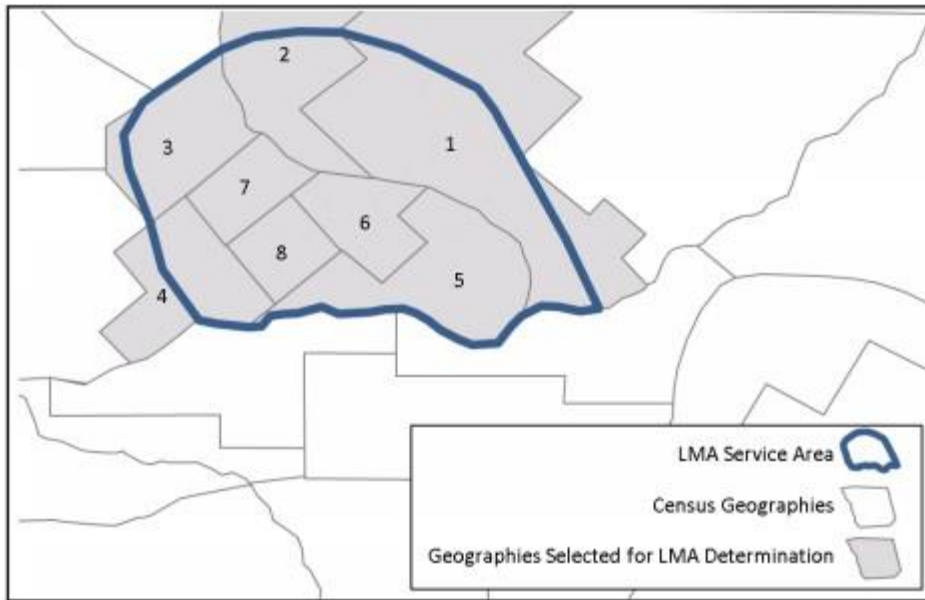 2
1
3
7
6
8
5
4
LMA Service Area
Census Geographies
Geographies Selected for LMA Determination